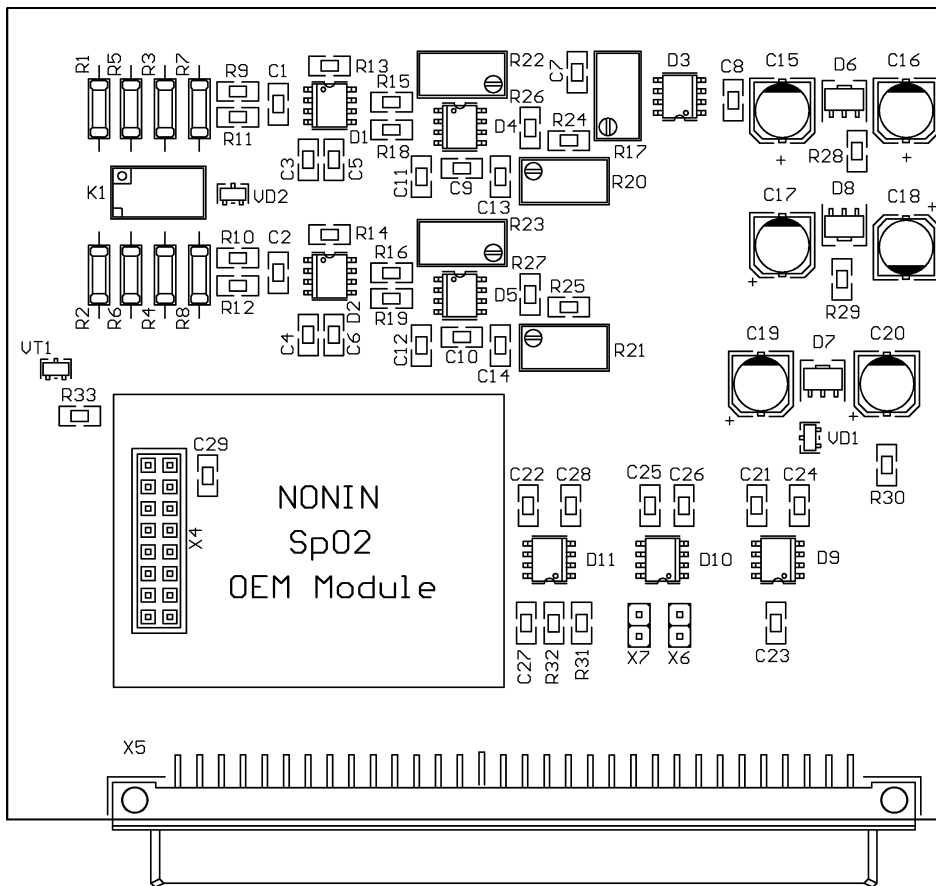 R1
R5
R3
R7
R9
C1
R13
R15
R22
C7
D3
C8
C15
D6
C16
R11
D1
R18
R26
D4
R24
R17
R28
C3
C5
C11
C9
C13
R20
K1
VD2
C17
D8
C18
R10
C2
R14
R16
R23
R27
D5
R25
R29
R2
R6
R4
R8
R12
D2
R19
C4
C6
C12
C10
C14
R21
VT1
C19
D7
C20
R33
VD1
C29
C22
C28
C25
C26
C21
C24
R30
X4
NONIN
SpO2
OEM Module
D11
D10
D9
C27
R32
R31
X7
X6
C23
X5
+
+
+
+
+
+